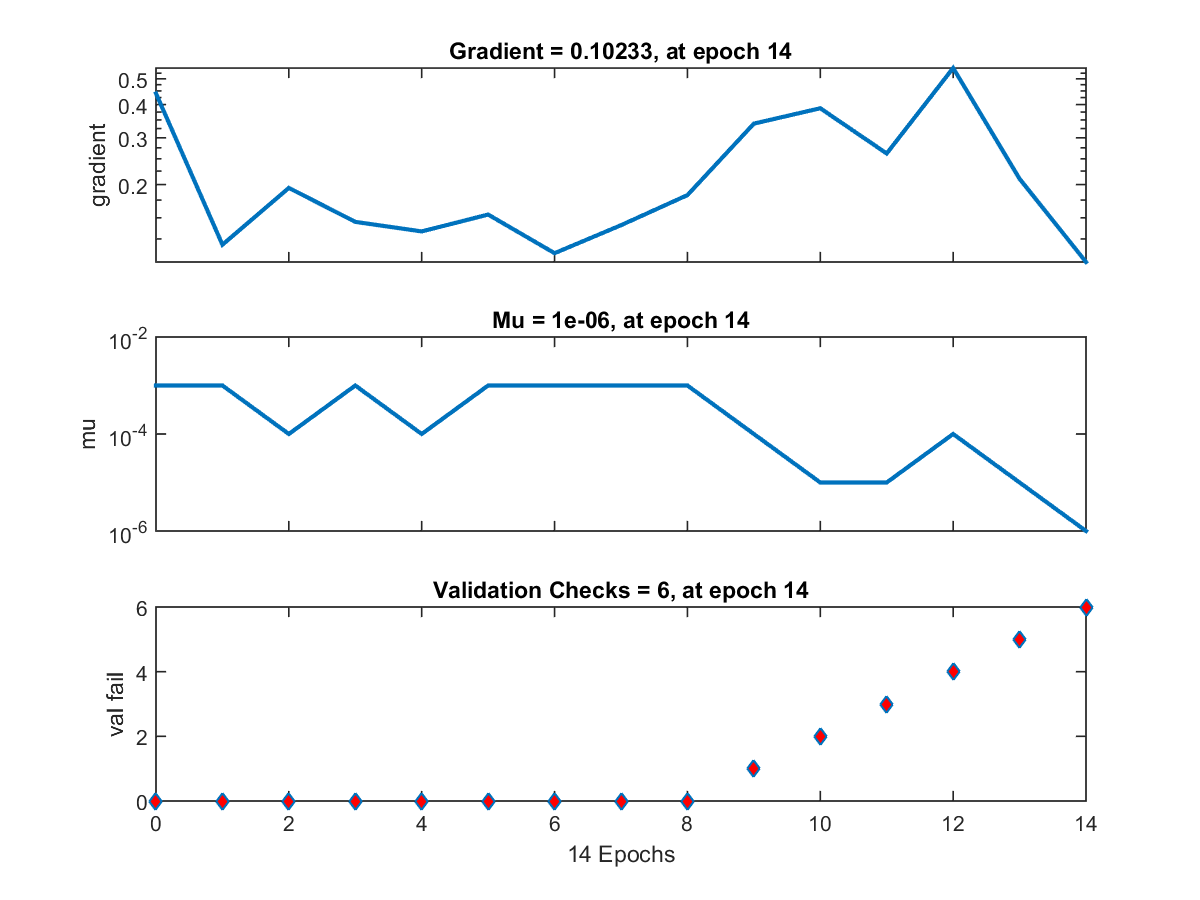 Gradient = 0.10233, at epoch 14
0.5
0.4
0.3
0.2
gradient
Mu = 1e-06, at epoch 14
10-2
10-4
10-6
mu
Validation Checks = 6, at epoch 14
6
4
2
0
val fail
0 2 4 6 8 10 12 14
14 Epochs